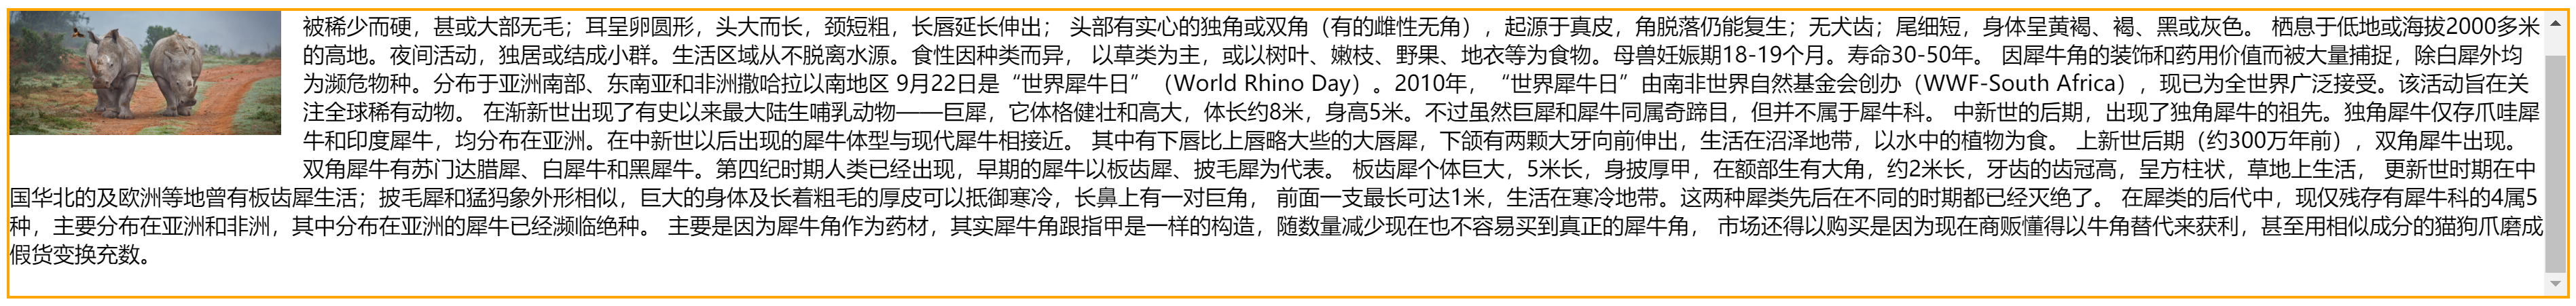 被稀少而硬，甚或大部无毛；耳呈卵圆形，头大而长，颈短粗，长唇延长伸出； 头部有实心的独角或双角（有的雌性无角），起源于真皮，角脱落仍能复生；无犬齿；尾细短，身体呈黄褐、褐、黑或灰色。 栖息于低地或海拔2000多米
的高地。夜间活动，独居或结成小群。生活区域从不脱离水源。食性因种类而异， 以草类为主，或以树叶、嫩枝、野果、地衣等为食物。母兽妊娠期18-19个月。寿命30-50年。 因犀牛角的装饰和药用价值而被大量捕捉，除白犀外均
为濒危物种。分布于亚洲南部、东南亚和非洲撒哈拉以南地区 9月22日是“世界犀牛日”（World Rhino Day）。2010年，“世界犀牛日”由南非世界自然基金会创办（WWF-South Africa），现已为全世界广泛接受。该活动旨在关
注全球稀有动物。 在渐新世出现了有史以来最大陆生哺乳动物——巨犀，它体格健壮和高大，体长约8米，身高5米。不过虽然巨犀和犀牛同属奇蹄目，但并不属于犀牛科。 中新世的后期，出现了独角犀牛的祖先。独角犀牛仅存爪哇犀
牛和印度犀牛，均分布在亚洲。在中新世以后出现的犀牛体型与现代犀牛相接近。 其中有下唇比上唇略大些的大唇犀，下颌有两颗大牙向前伸出，生活在沼泽地带，以水中的植物为食。 上新世后期（约300万年前），双角犀牛出现。
双角犀牛有苏门达腊犀、白犀牛和黑犀牛。第四纪时期人类已经出现，早期的犀牛以板齿犀、披毛犀为代表。 板齿犀个体巨大，5米长，身披厚甲，在额部生有大角，约2米长，牙齿的齿冠高，呈方柱状，草地上生活， 更新世时期在中
国华北的及欧洲等地曾有板齿犀生活；披毛犀和猛犸象外形相似，巨大的身体及长着粗毛的厚皮可以抵御寒冷，长鼻上有一对巨角， 前面一支最长可达1米，生活在寒冷地带。这两种犀类先后在不同的时期都已经灭绝了。 在犀类的后代中，现仅残存有犀牛科的4属5
种，主要分布在亚洲和非洲，其中分布在亚洲的犀牛已经濒临绝种。 主要是因为犀牛角作为药材，其实犀牛角跟指甲是一样的构造，随数量减少现在也不容易买到真正的犀牛角， 市场还得以购买是因为现在商贩懂得以牛角替代来获利，甚至用相似成分的猫狗爪磨成
假货变换充数。